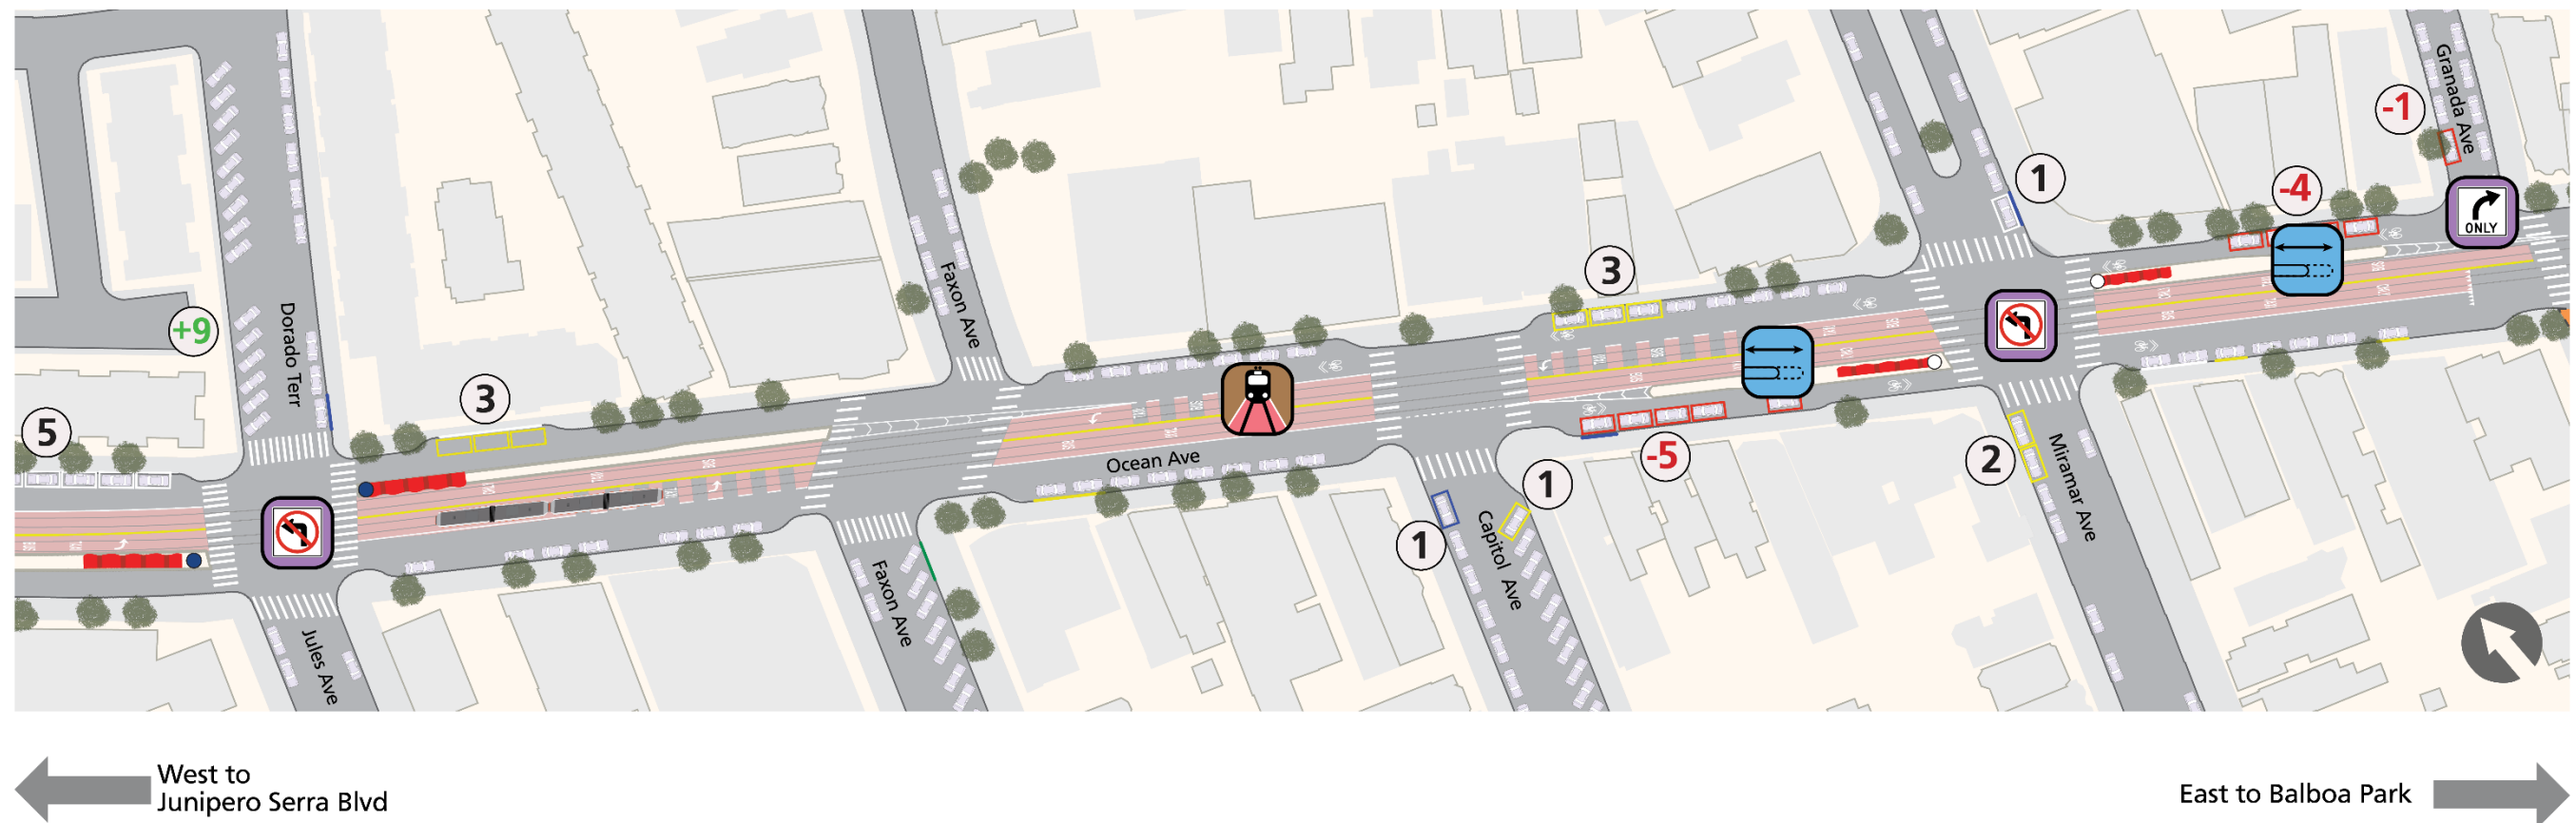 Granada Ave
-1
1
-4
ONLY
Faxon Ave
3
Dorado Terr
+9
3
5
Ocean Ave
-5
1
2
Miramar Ave
1
Capitol Ave
Faxon Ave
Jules Ave
West to
Junipero Serra Blvd
East to Balboa Park